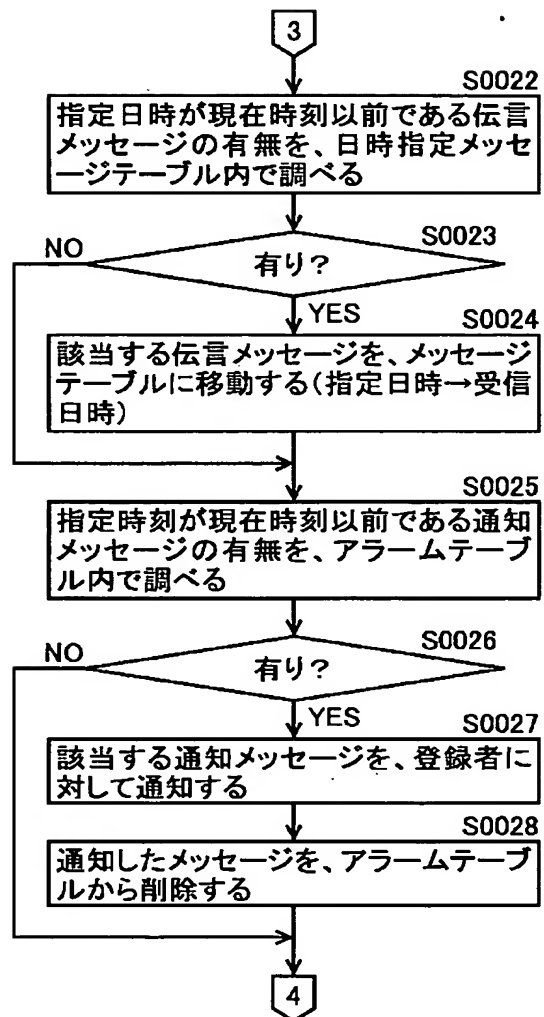 3
S0022
指定日時が現在時刻以前である伝言
メッセージの有無を、日時指定メッセ
ージテーブル内で調べる
NO
S0023
有り?
YES
S0024
該当する伝言メッセージを、メッセージ
テーブルに移動する(指定日時→受信
日時)
S0025
指定時刻が現在時刻以前である通知
メッセージの有無を、アラームテーブ
ル内で調べる
NO
S0026
有り?
YES
S0027
該当する通知メッセージを、登録者に
対して通知する
S0028
通知したメッセージを、アラームテーブ
ルから削除する
4